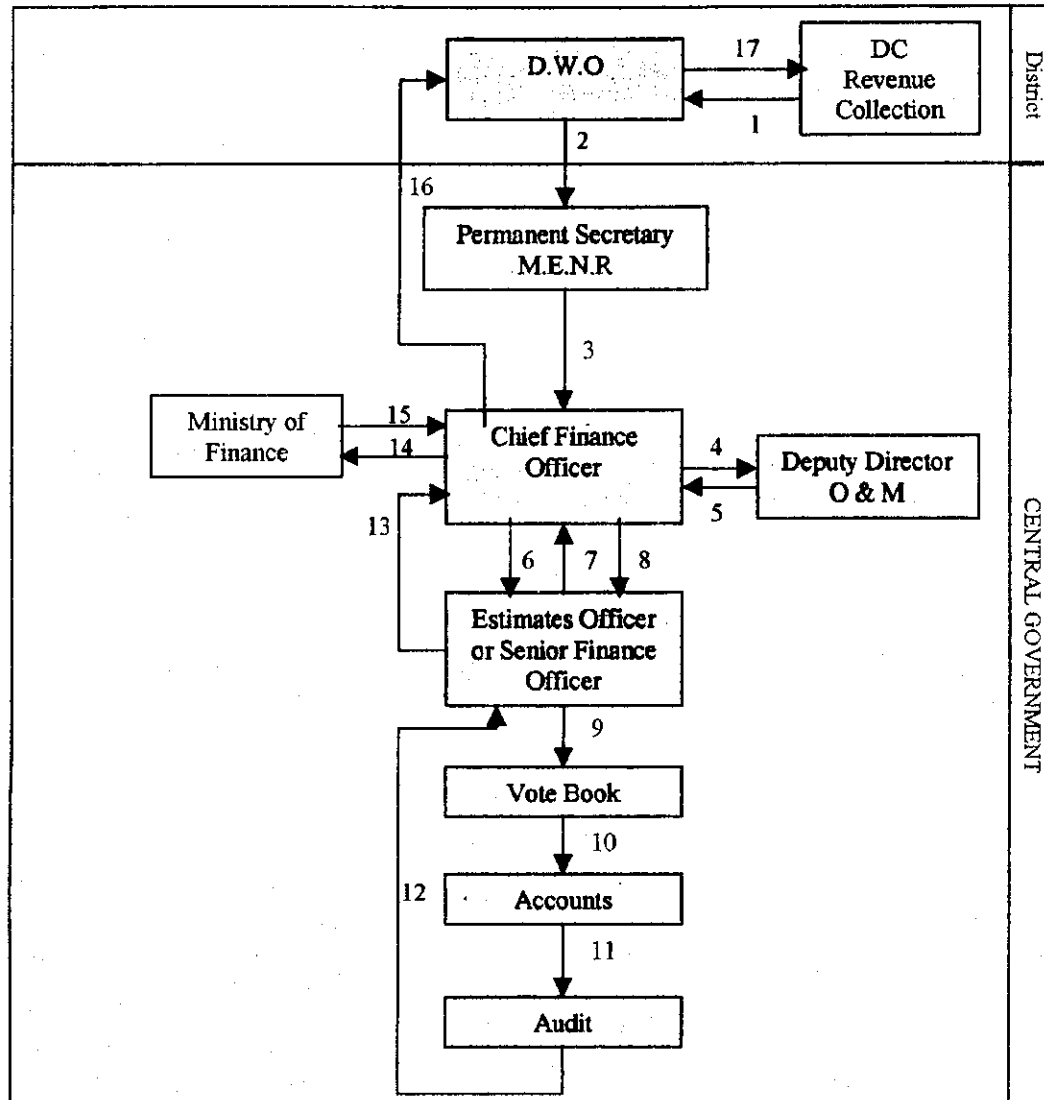 D.W.O
17
DC
Revenue
Collection
1
District
2
16
Permanent Secretary
M.E.N.R
3
Ministry of
Finance
15
14
Chief Finance
Officer
4
5
Deputy Director
O & M
13
6
7
8
CENTRAL GOVERNMENT
Estimates Officer
or Senior Finance
Officer
9
Vote Book
10
12
Accounts
11
Audit